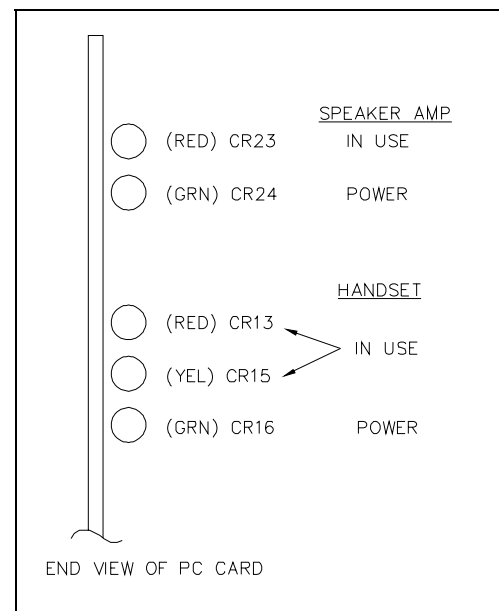 SPEAKER AMP
(RED) CR23 IN USE
(GRN) CR24 POWER
HANDSET
(RED) CR13
IN USE
(YEL) CR15
(GRN) CR16 POWER
END VIEW OF PC CARD